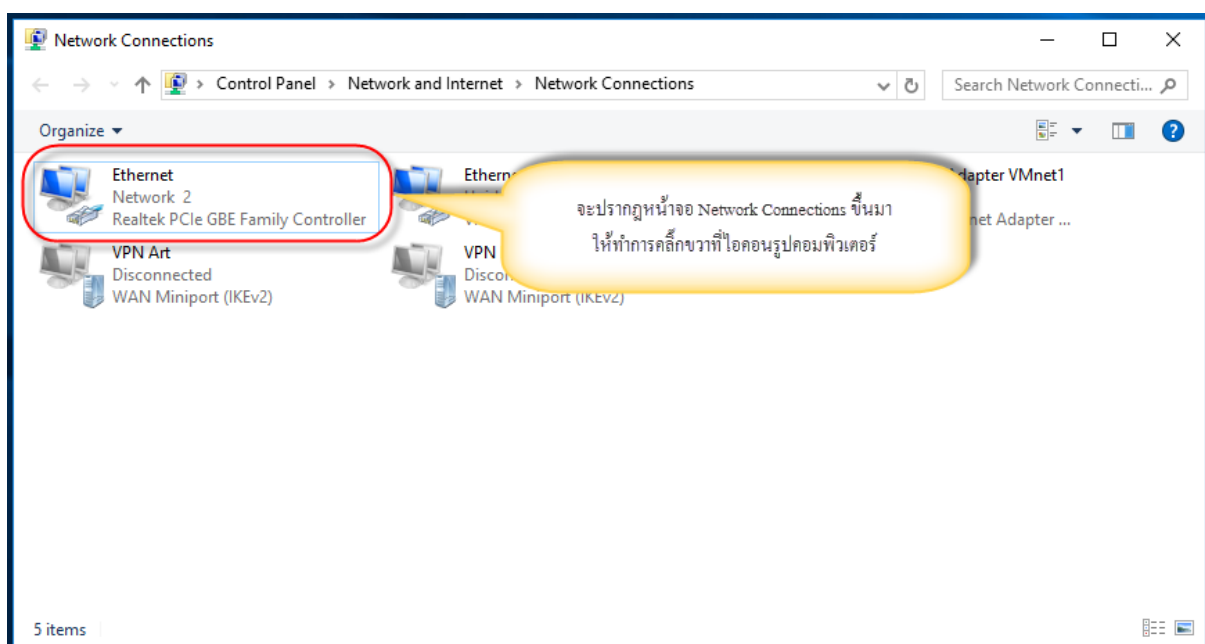 Network Connections
Control Panel > Network and Internet > Network Connections
Search Network Connecti...
Organize
Ethernet
Network 2
Realtek PCIe GBE Family Controller
VPN Art
Disconnected
WAN Miniport (IKEv2)
VPN
WAN Miniport (IKEv2)
จะปรากฎหน้าจอ Network Connections ขึ้นมา
ให้ทำการคลิ๊กขวาที่ไอคอนรูปคอมพิวเตอร์
Adapter VMnet1
net Adapter ...
5 items